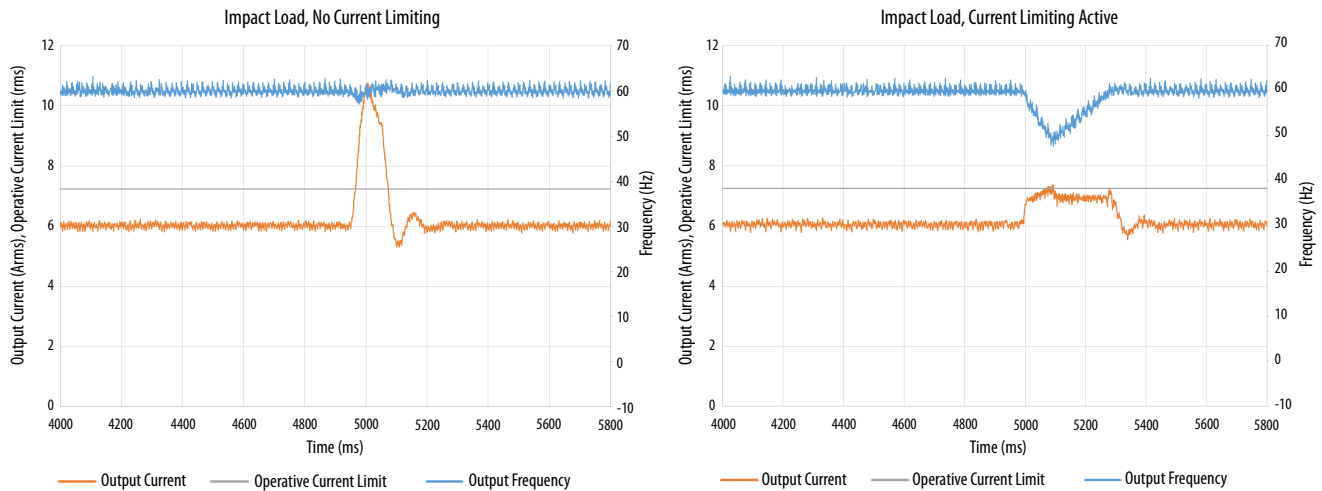 Impact Load, No Current Limiting
Output Current (Arms), Operative Current Limit (rms)
12
10
8
6
4
2
0
70
60
50
40
30
20
10
0
-10
Frequency (Hz)
4000 4200 4400 4600 4800 5000 5200 5400 5600 5800
Time (ms)
Output Current Operative Current Limit Output Frequency
Impact Load, Current Limiting Active
Output Current (Arms), Operative Current Limit (rms)
12
10
8
6
4
2
0
70
60
50
40
30
20
10
0
-10
Frequency (Hz)
4000 4200 4400 4600 4800 5000 5200 5400 5600 5800
Time (ms)
Output Current Operative Current Limit Output Frequency